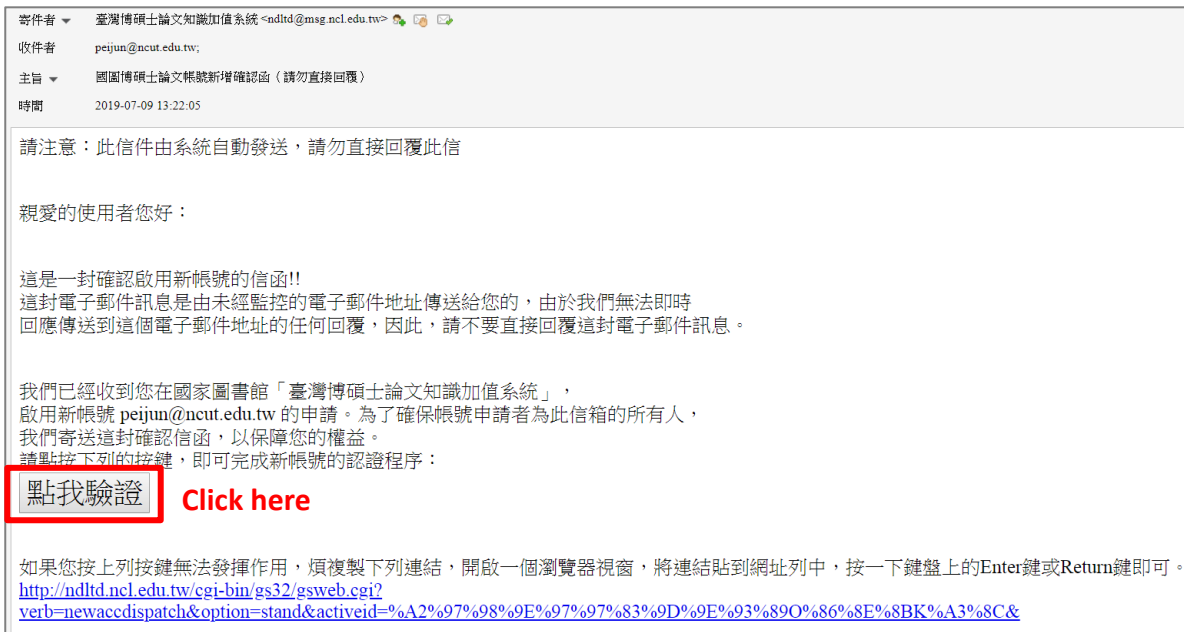 寄件者 臺灣博碩士論文知識加值系統 <ndltd@msg.ncl.edu.tw>
收件者 peijun@ncut.edu.tw;
主旨 國圖博碩士論文帳號新增確認函（請勿直接回覆）
時間 2019-07-09 13:22:05
請注意：此信件由系統自動發送，請勿直接回覆此信
親愛的使用者您好：
這是一封確認啟用新帳號的信函!!
這封電子郵件訊息是由未經監控的電子郵件地址傳送給您的，由於我們無法即時
回應傳送到這個電子郵件地址的任何回覆，因此，請不要直接回覆這封電子郵件訊息。
我們已經收到您在國家圖書館「臺灣博碩士論文知識加值系統」，
啟用新帳號 peijun@ncut.edu.tw 的申請。為了確保帳號申請者為此信箱的所有人，
我們寄送這封確認信函，以保障您的權益。
請點按下列的按鍵，即可完成新帳號的認證程序：
點我驗證 Click here
如果您按上列按鍵無法發揮作用，煩複製下列連結，開啟一個瀏覽器視窗，將連結貼到網址列中，按一下鍵盤上的Enter鍵或Return鍵即可。
http://ndltd.ncl.edu.tw/cgi-bin/gs32/gsweb.cgi?
verb=newaccdispatch&option=stand&activeid=%A2%97%98%9E%97%97%83%9D%9E%93%89O%86%8E%8BK%A3%8C&